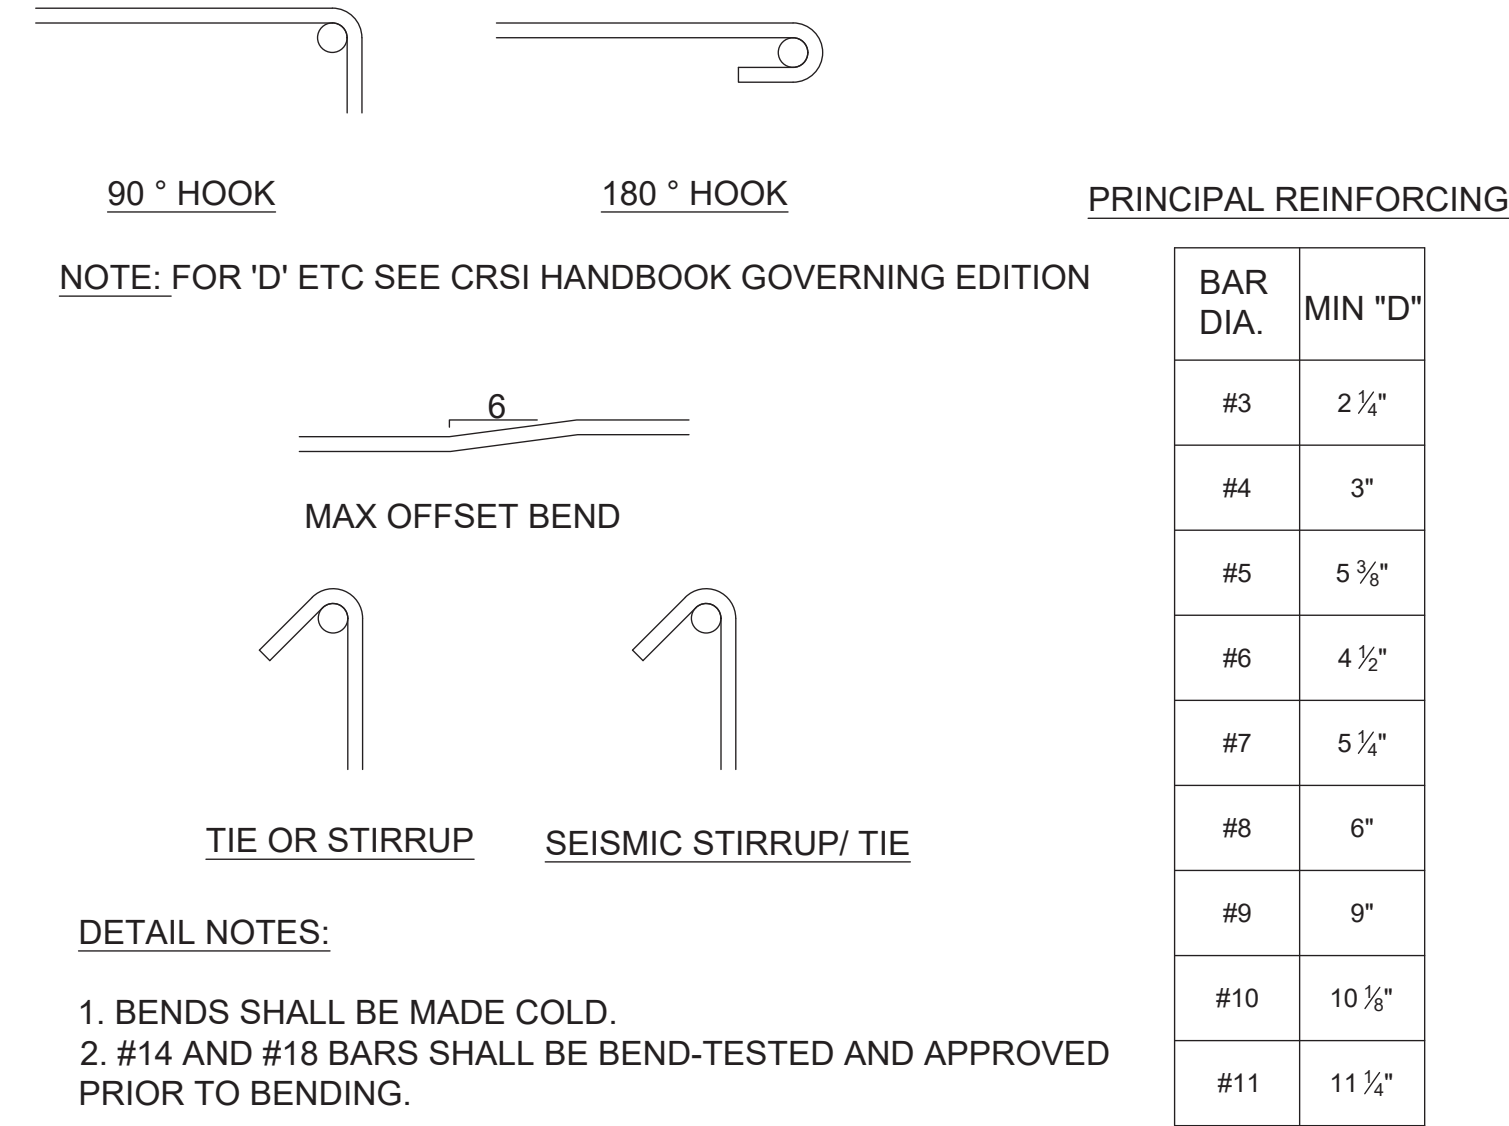 90 ° HOOK
180 ° HOOK
PRINCIPAL REINFORCING
NOTE: FOR 'D' ETC SEE CRSI HANDBOOK GOVERNING EDITION
6
MAX OFFSET BEND
TIE OR STIRRUP
SEISMIC STIRRUP/ TIE
DETAIL NOTES:
1. BENDS SHALL BE MADE COLD.
2. #14 AND #18 BARS SHALL BE BEND-TESTED AND APPROVED
PRIOR TO BENDING.
BAR
DIA.
MIN "D"
#3 2 1/4"
#4 3"
#5 5 3/8"
#6 4 1/2"
#7 5 1/4"
#8 6"
#9 9"
#10 10 1/8"
#11 11 1/4"